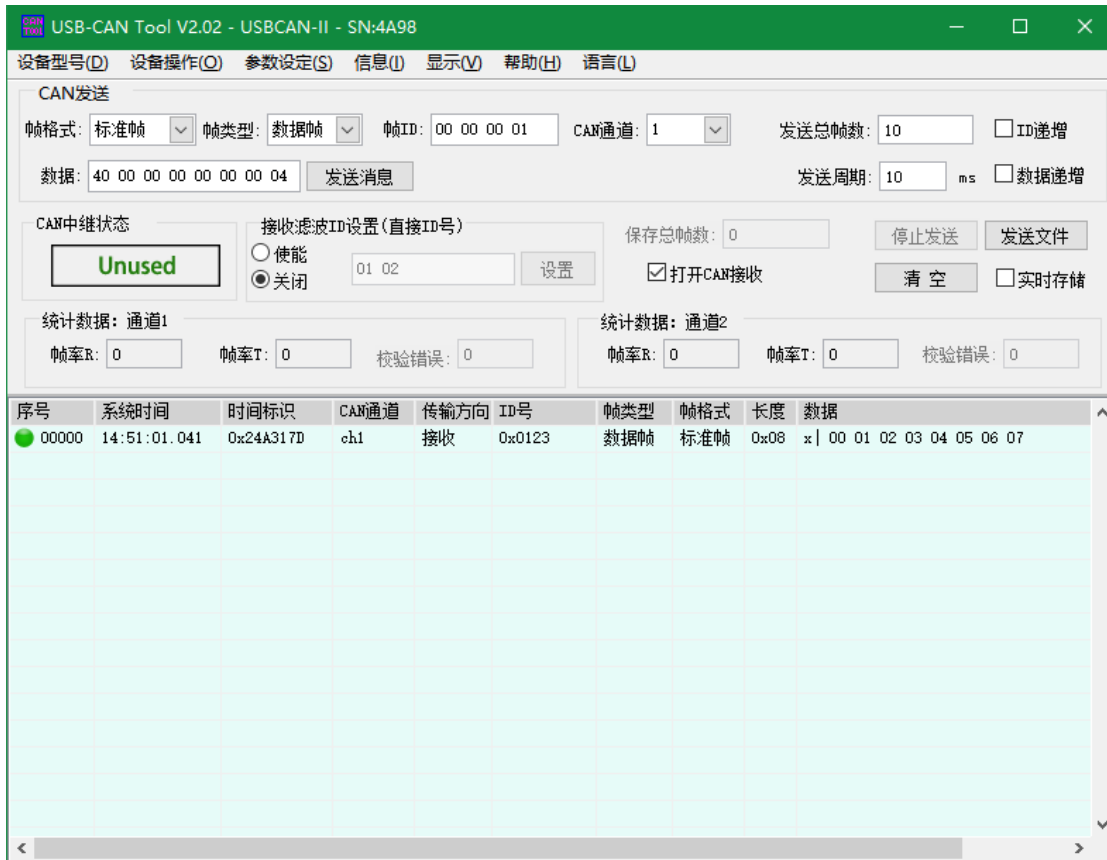 USB-CAN Tool V2.02 - USBCAN-II - SN:4A98
设备型号(D) 设备操作(O) 参数设定(S) 信息(I) 显示(V) 帮助(H) 语言(L)
CAN发送
帧格式: 标准帧 帧类型: 数据帧 帧ID: 00 00 00 01 CAN通道: 1 发送总帧数: 10 ID递增
数据: 40 00 00 00 00 00 00 04 发送消息 发送周期: 10 ms 数据递增
CAN中继状态 接收滤波ID设置(直接ID号) 保存总帧数: 0 停止发送 发送文件
Unused 使能 01 02 设置 打开CAN接收 清 空 实时存储
关闭
统计数据: 通道1 统计数据: 通道2
帧率R: 0 帧率T: 0 校验错误: 0 帧率R: 0 帧率T: 0 校验错误: 0
序号 系统时间 时间标识 CAN通道 传输方向 ID号 帧类型 帧格式 长度 数据
00000 14:51:01.041 0x24A317D ch1 接收 0x0123 数据帧 标准帧 0x08 x| 00 01 02 03 04 05 06 07